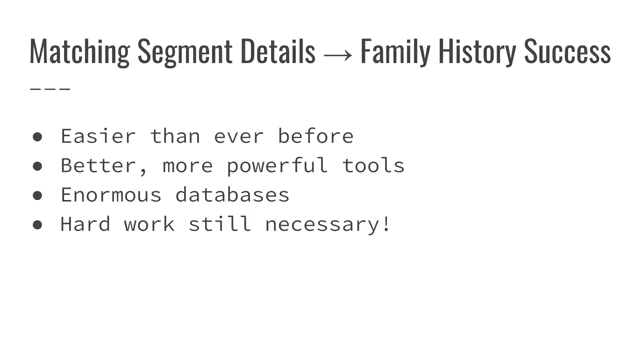 Matching Segment Details → Family History Success
● Easier than ever before
● Better, more powerful tools
● Enormous databases
● Hard work still necessary!